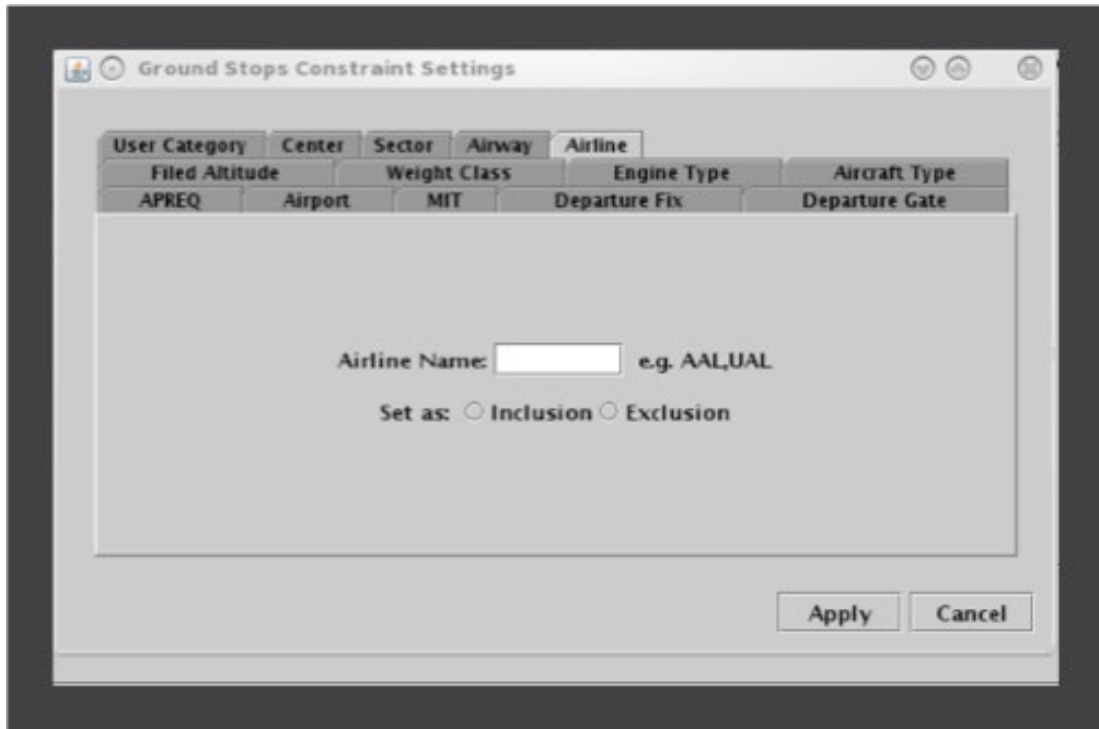 Ground Stops Constraint Settings
User Category Center Sector Airway Airline
Filed Altitude Weight Class Engine Type Aircraft Type
APREQ Airport MIT Departure Fix Departure Gate
Airline Name: e.g. AAL,UAL
Set as: Inclusion Exclusion
Apply Cancel